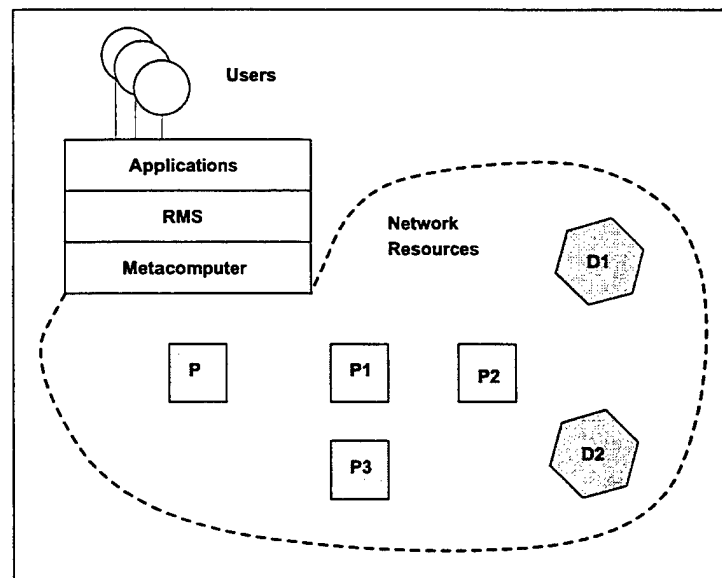 Users
Applications
RMS
Metacomputer
Network
Resources
D1
P
P1
P2
P3
D2